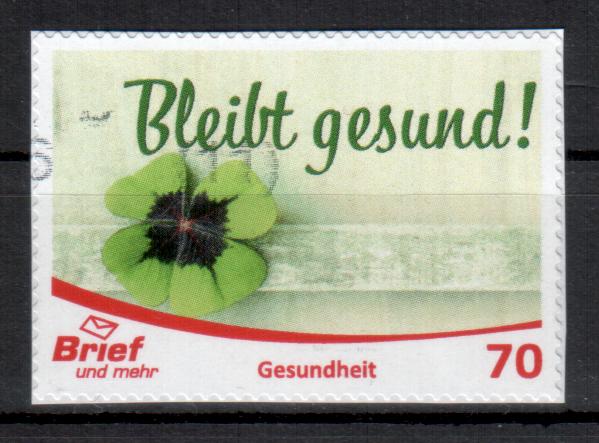 Bleibt gesund!
Brief
und mehr
Gesundheit
70